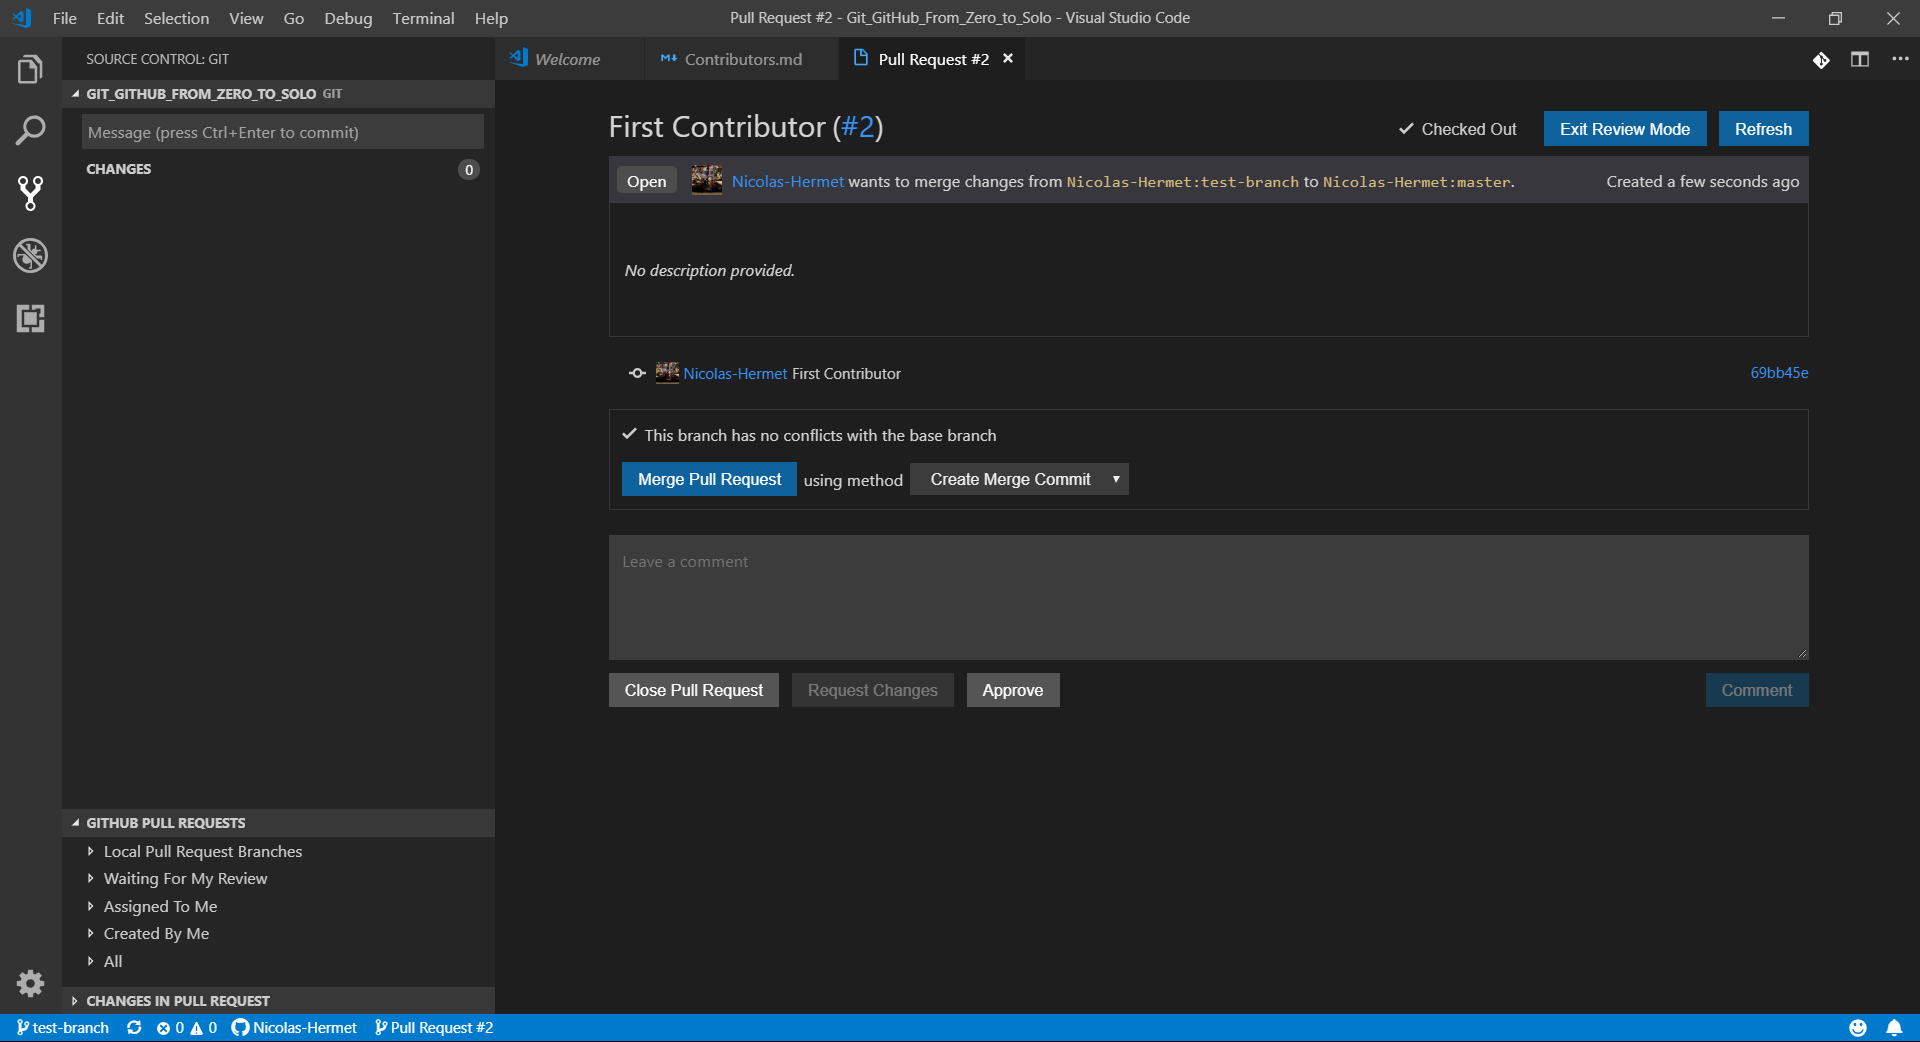 File Edit Selection View Go Debug Terminal Help
Pull Request #2 - Git_GitHub_From_Zero_to_Solo - Visual Studio Code
SOURCE CONTROL: GIT
GIT_GITHUB_FROM_ZERO_TO_SOLO GIT
Message (press Ctrl+Enter to commit)
CHANGES 0
GITHUB PULL REQUESTS
Local Pull Request Branches
Waiting For My Review
Assigned To Me
Created By Me
All
CHANGES IN PULL REQUEST
Welcome Contributors.md Pull Request #2
First Contributor (#2)
Checked Out Exit Review Mode Refresh
Open Nicolas-Hermet wants to merge changes from Nicolas-Hermet:test-branch to Nicolas-Hermet:master. Created a few seconds ago
No description provided.
Nicolas-Hermet First Contributor 69bb45e
This branch has no conflicts with the base branch
Merge Pull Request using method Create Merge Commit
Leave a comment
Close Pull Request Request Changes Approve Comment
test-branch 0 0 Nicolas-Hermet Pull Request #2